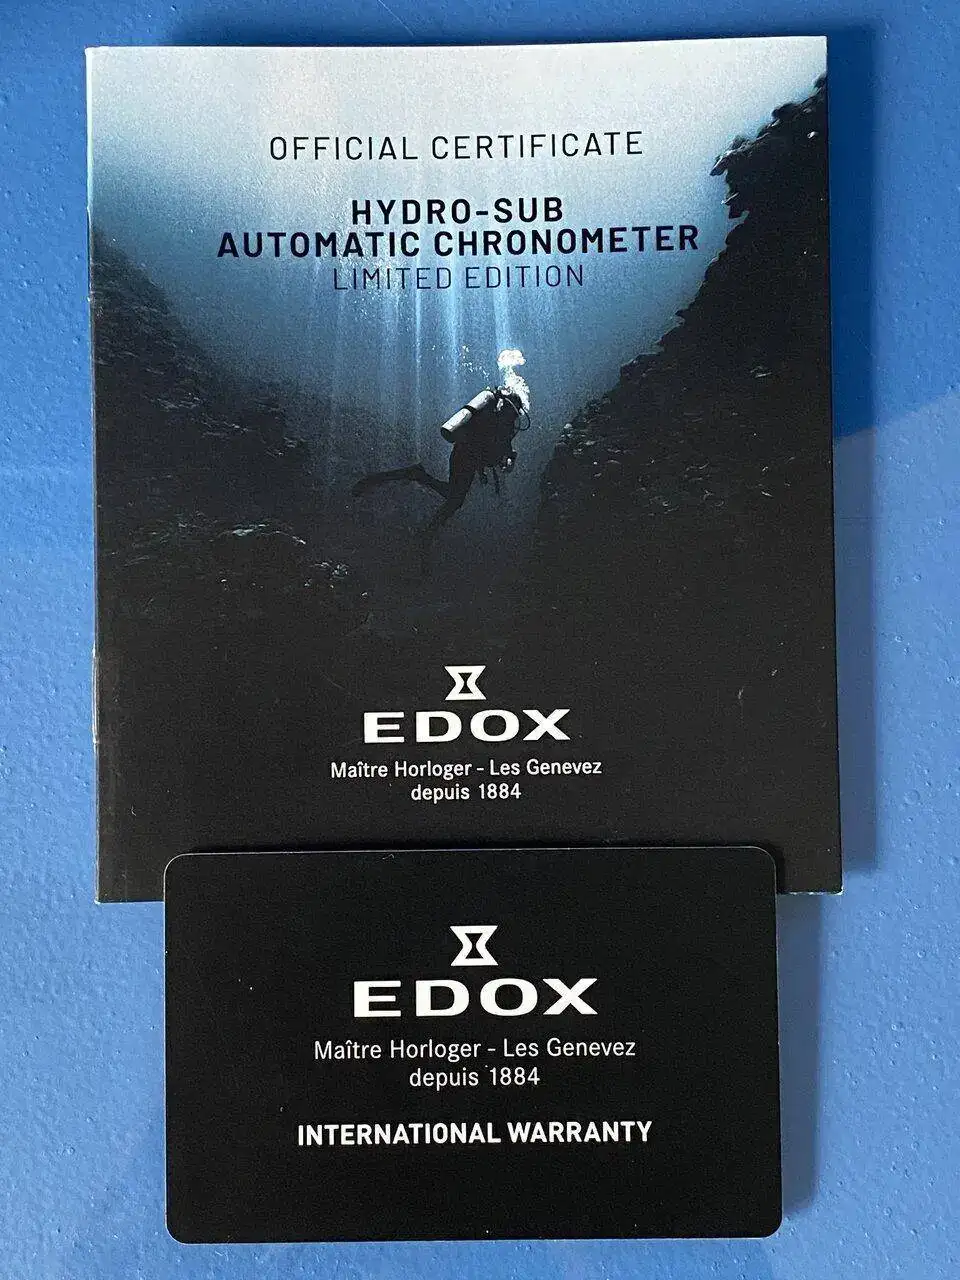 OFFICIAL CERTIFICATE
HYDRO-SUB
AUTOMATIC CHRONOMETER
LIMITED EDITION
EDOX
Maître Horloger - Les Genevez
depuis 1884
EDOX
Maître Horloger - Les Genevez
depuis 1884
INTERNATIONAL WARRANTY